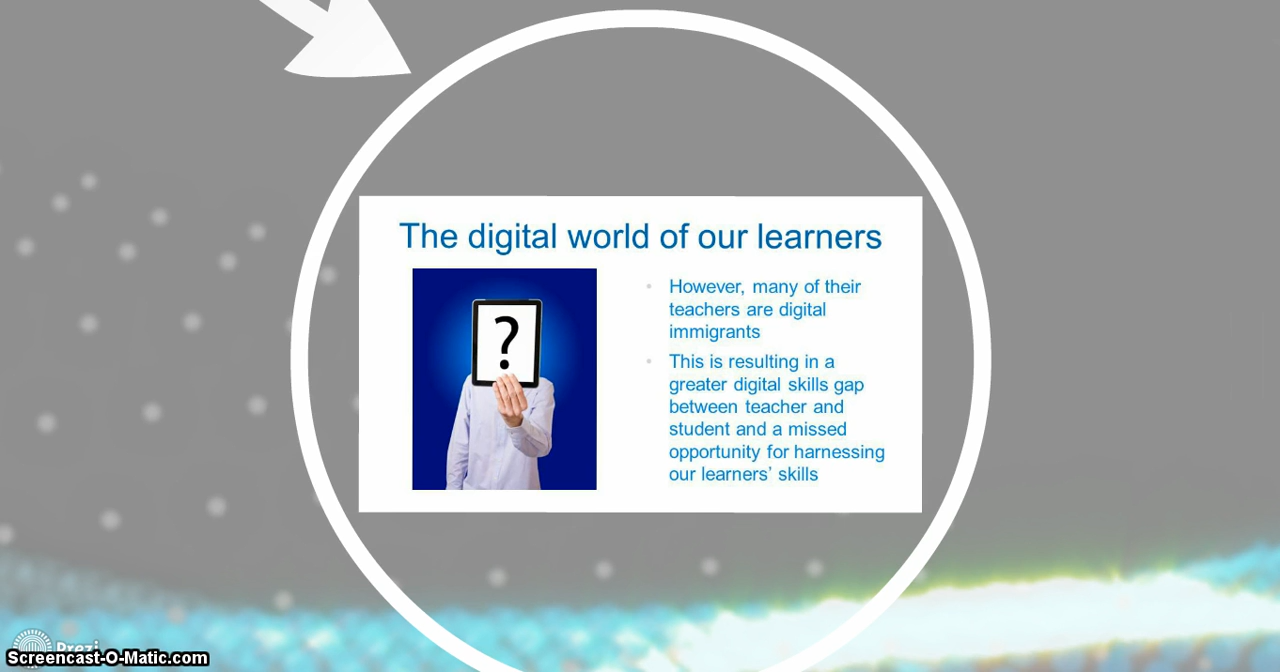 The digital world of our learners
?
However, many of their
teachers are digital
immigrants
This is resulting in a
greater digital skills gap
between teacher and
student and a missed
opportunity for harnessing
our learners' skills
Prezi
Screencast-O-Matic.com